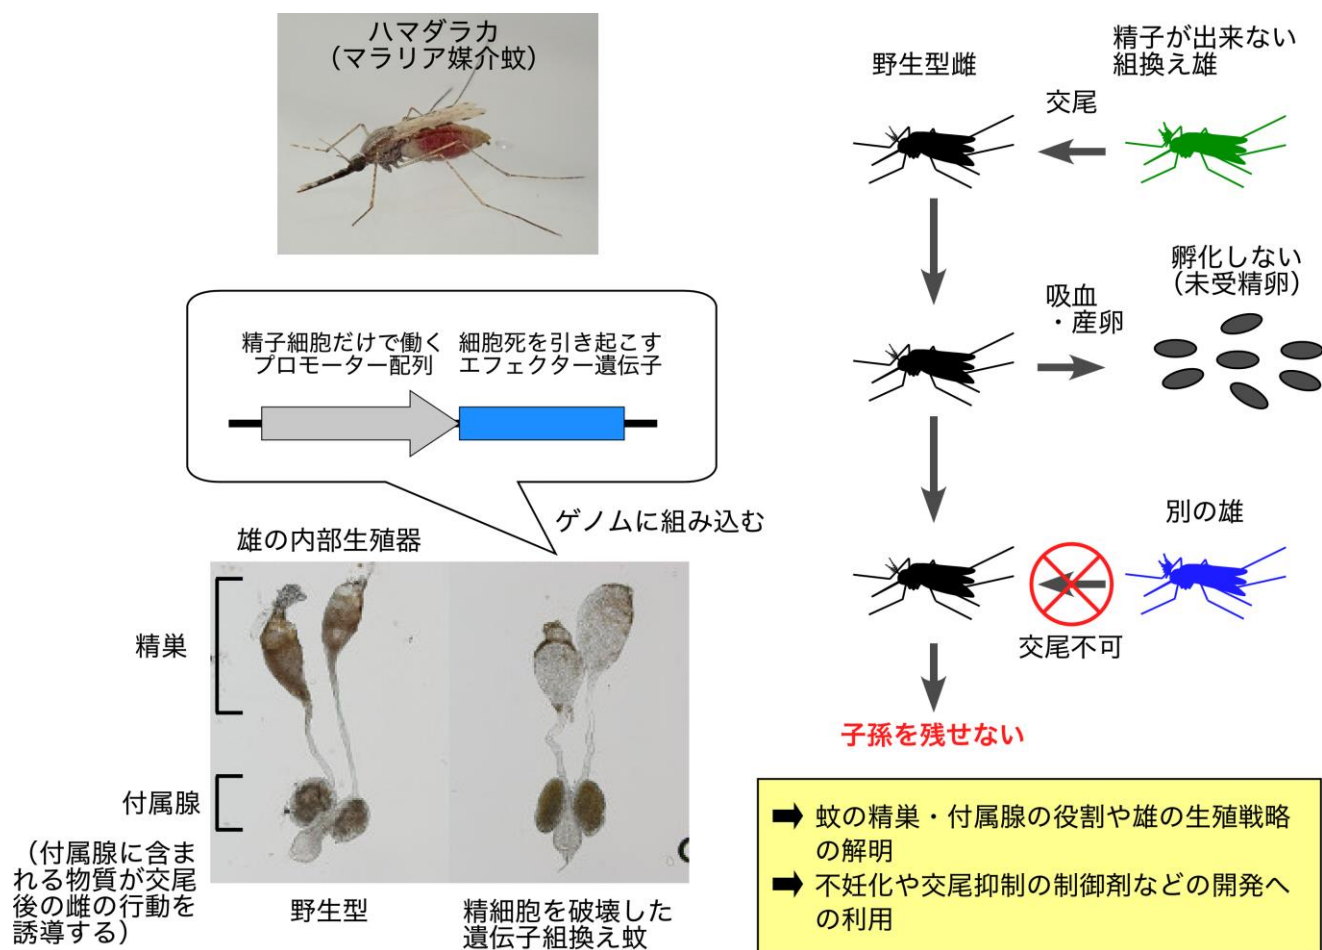 ハマダラカ
（マラリア媒介蚊）
精子細胞だけで働く
プロモーター配列
細胞死を引き起こす
エフェクター遺伝子
ゲノムに組み込む
雄の内部生殖器
精巣
付属腺
（付属腺に含ま
れる物質が交尾
後の雌の行動を
誘導する）
野生型
精細胞を破壊した
遺伝子組換え蚊
野生型雌
精子が出来ない
組換え雄
交尾
吸血
・産卵
孵化しない
（未受精卵）
別の雄
交尾不可
子孫を残せない
➡ 蚊の精巣・付属腺の役割や雄の生殖戦略
の解明
➡ 不妊化や交尾抑制の制御剤などの開発へ
の利用